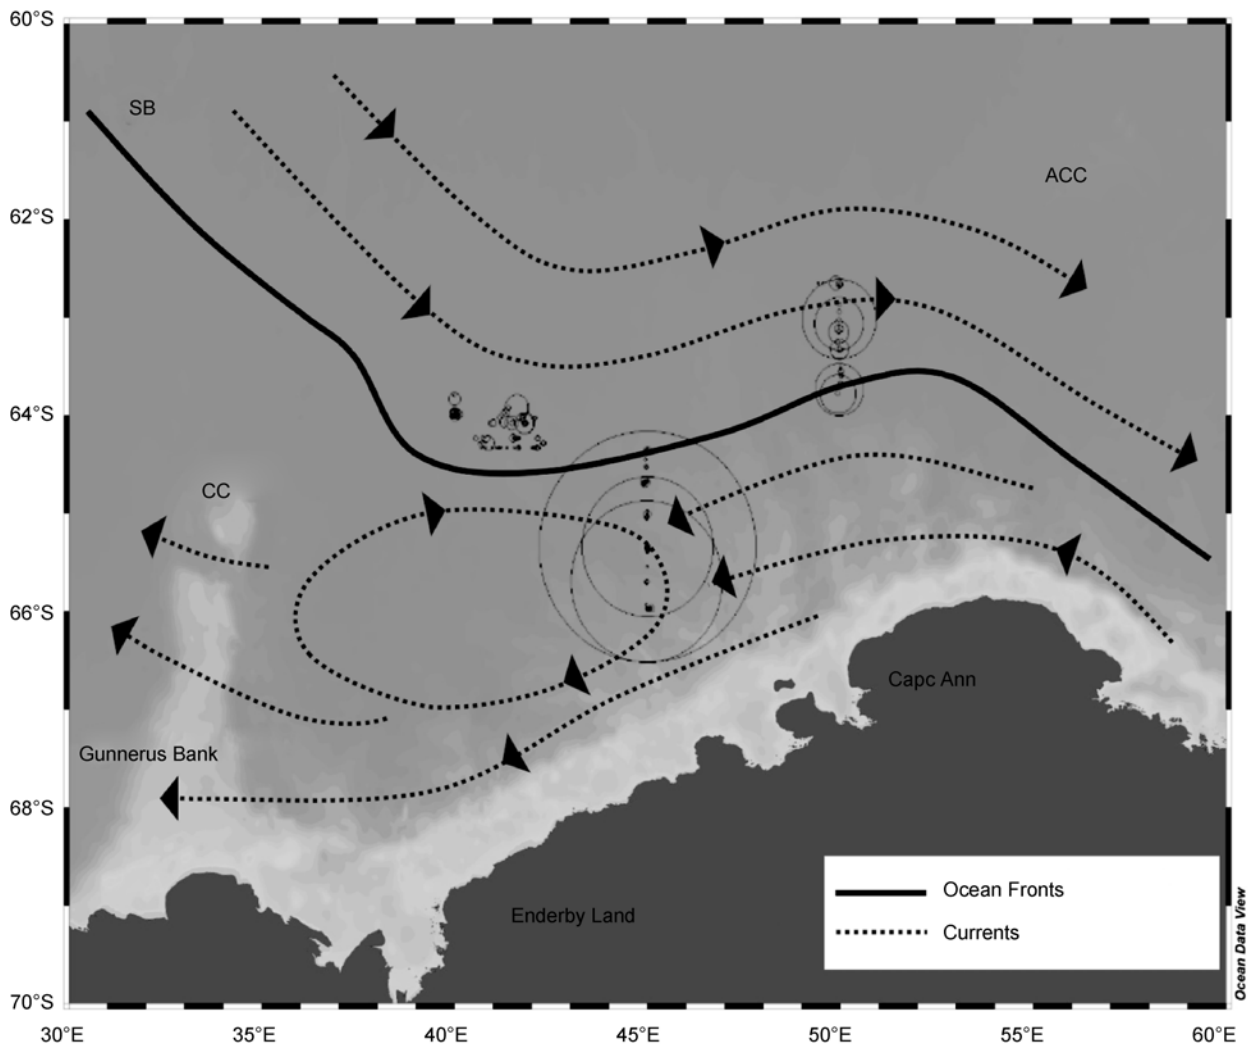 60°S
SB
ACC
62°S
64°S
CC
66°S
Capc Ann
Gunnerus Bank
68°S
Ocean Fronts
Enderby Land
Currents
Ocean Data View
70°S
30°E 35°E 40°E 45°E 50°E 55°E 60°E